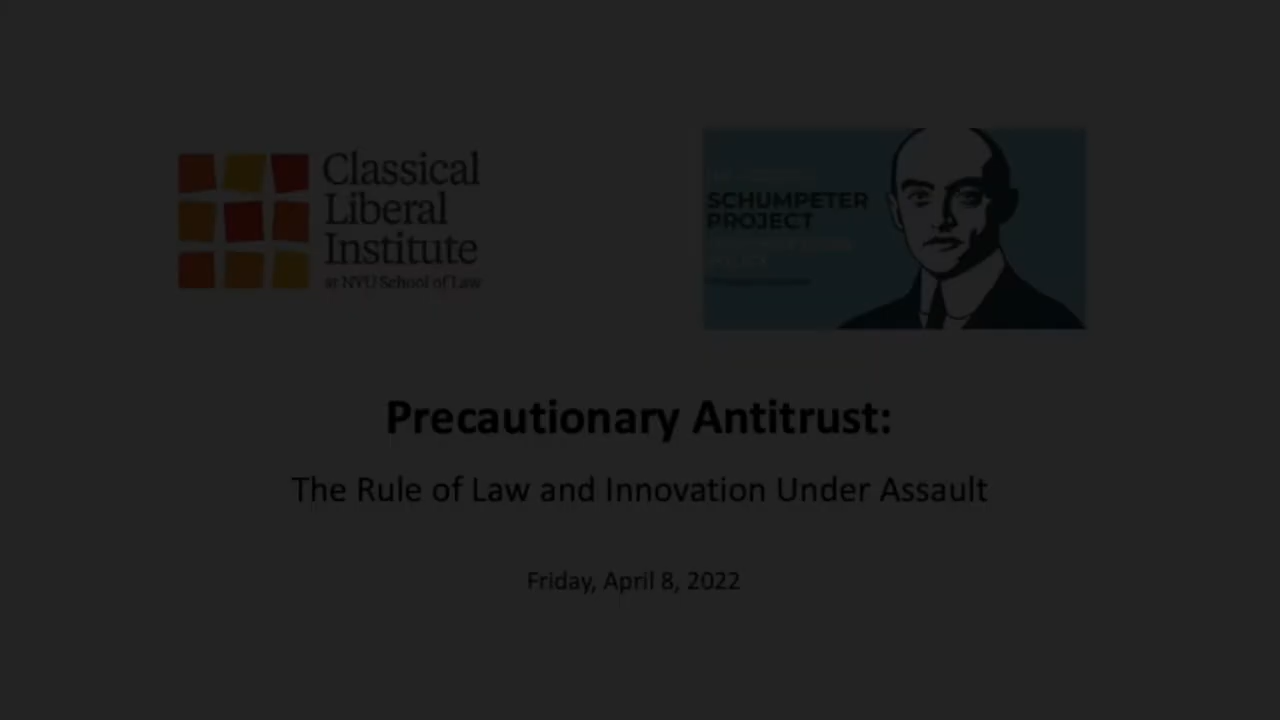 Classical
Liberal
Institute
at NYU School of Law
SCHUMPETER
PROJECT
Precautionary Antitrust:
The Rule of Law and Innovation Under Assault
Friday, April 8, 2022